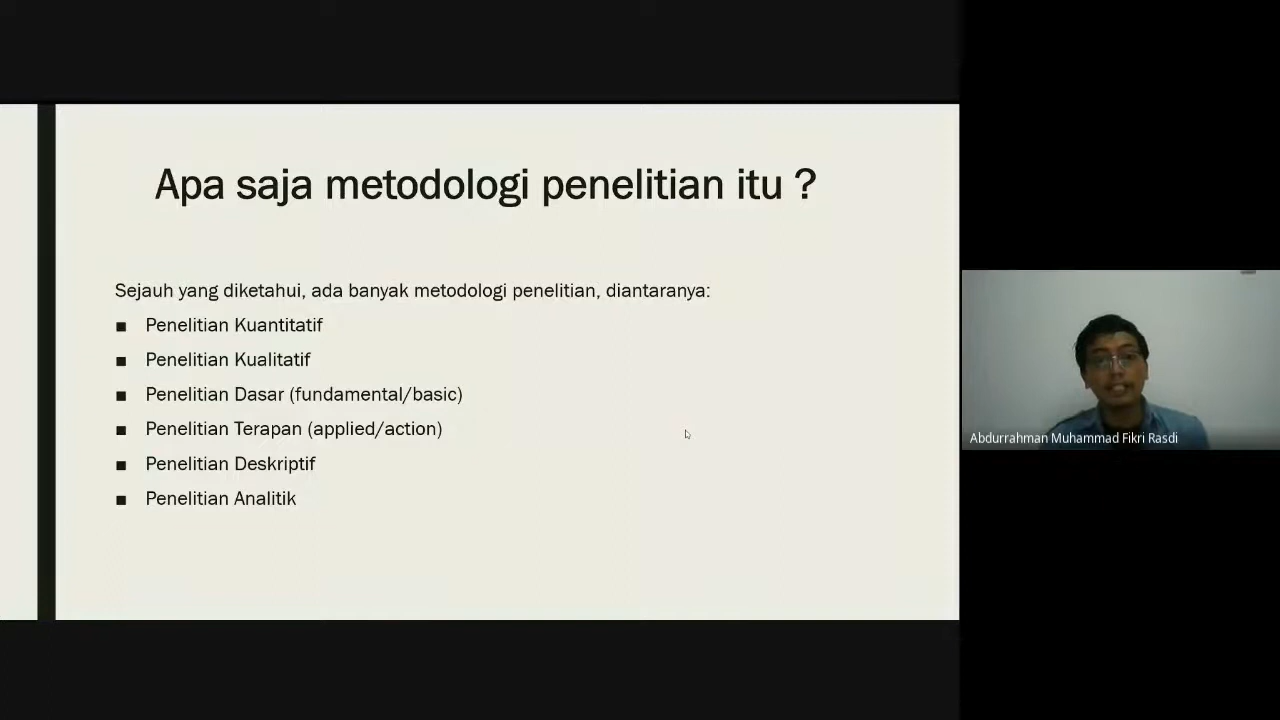 Apa saja metodologi penelitian itu ?
Sejauh yang diketahui, ada banyak metodologi penelitian, diantaranya:
■ Penelitian Kuantitatif
■ Penelitian Kualitatif
■ Penelitian Dasar (fundamental/basic)
■ Penelitian Terapan (applied/action)
■ Penelitian Deskriptif
■ Penelitian Analitik
Abdurrahman Muhammad Fikri Rasdi